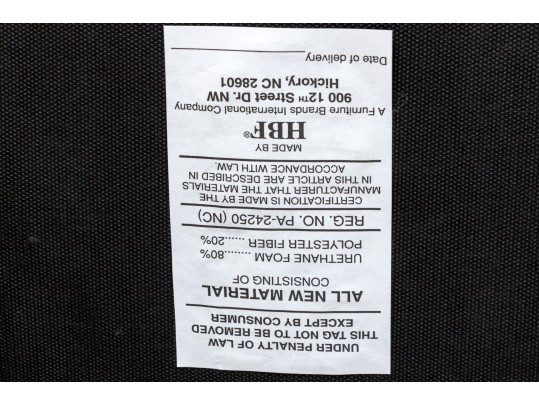 UNDER PENALTY OF LAW
THIS TAG NOT TO BE REMOVED
EXCEPT BY CONSUMER
ALL NEW MATERIAL
CONSISTING OF
URETHANE FOAM ......80%
POLYESTER FIBER ......20%
REG. NO. PA-24250 (NC)
CERTIFICATION IS MADE BY THE
MANUFACTURER THAT THE MATERIALS
IN THIS ARTICLE ARE DESCRIBED IN
ACCORDANCE WITH LAW.
MADE BY
HBF®
A Furniture Brands International Company
900 12TH Street Dr. NW
Hickory, NC 28601
Date of delivery